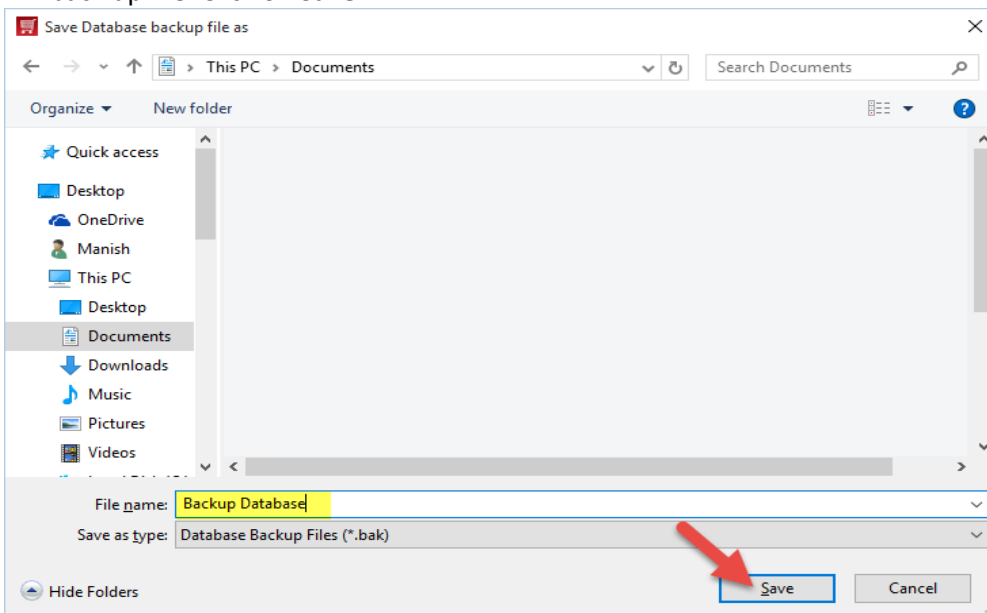 Save Database backup file as
This PC > Documents
Search Documents
Organize
New folder
Quick access
Desktop
OneDrive
Manish
This PC
Desktop
Documents
Downloads
Music
Pictures
Videos
File name: Backup Database
Save as type: Database Backup Files (*.bak)
Hide Folders
Save
Cancel